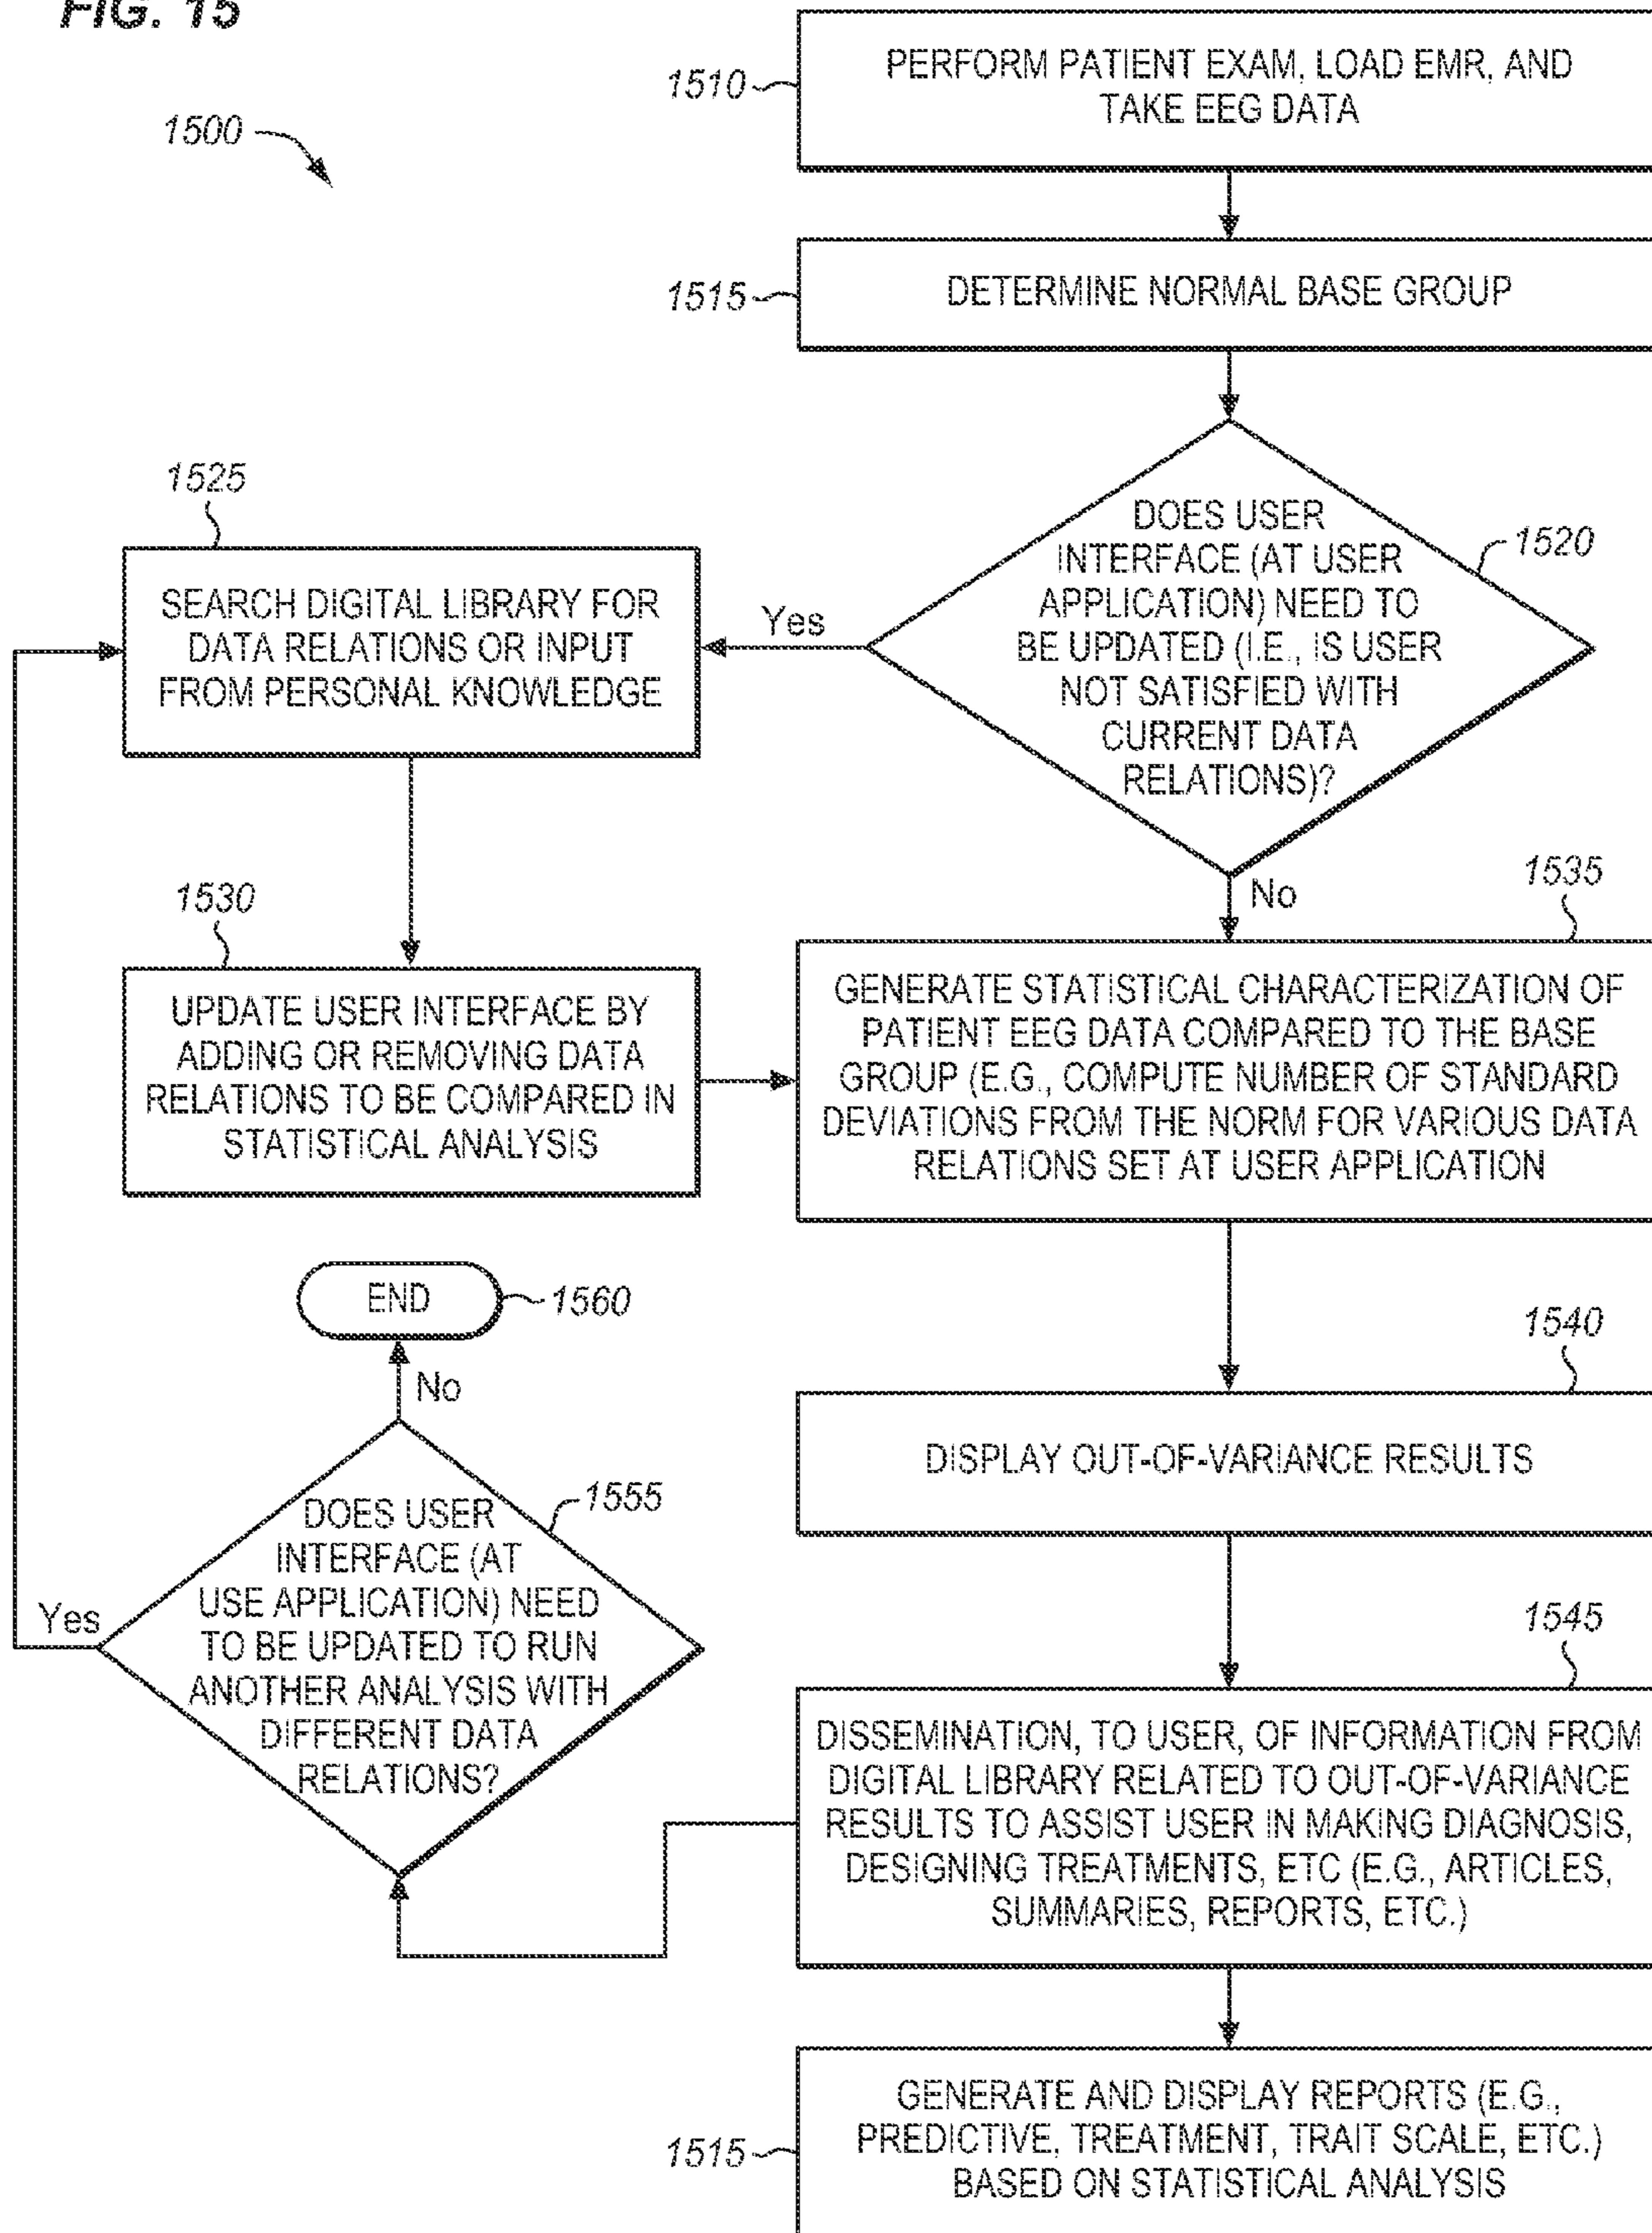 FIG. 15
1500
1510
PERFORM PATIENT EXAM, LOAD EMR, AND
TAKE EEG DATA
1515
DETERMINE NORMAL BASE GROUP
1520
DOES USER
INTERFACE (AT USER
APPLICATION) NEED TO
BE UPDATED (I.E., IS USER
NOT SATISFIED WITH
CURRENT DATA
RELATIONS)?
Yes
No
1525
SEARCH DIGITAL LIBRARY FOR
DATA RELATIONS OR INPUT
FROM PERSONAL KNOWLEDGE
1530
UPDATE USER INTERFACE BY
ADDING OR REMOVING DATA
RELATIONS TO BE COMPARED IN
STATISTICAL ANALYSIS
1535
GENERATE STATISTICAL CHARACTERIZATION OF
PATIENT EEG DATA COMPARED TO THE BASE
GROUP (E.G., COMPUTE NUMBER OF STANDARD
DEVIATIONS FROM THE NORM FOR VARIOUS DATA
RELATIONS SET AT USER APPLICATION
1540
DISPLAY OUT-OF-VARIANCE RESULTS
1545
DISSEMINATION, TO USER, OF INFORMATION FROM
DIGITAL LIBRARY RELATED TO OUT-OF-VARIANCE
RESULTS TO ASSIST USER IN MAKING DIAGNOSIS,
DESIGNING TREATMENTS, ETC (E.G., ARTICLES,
SUMMARIES, REPORTS, ETC.)
1555
DOES USER
INTERFACE (AT
USE APPLICATION) NEED
TO BE UPDATED TO RUN
ANOTHER ANALYSIS WITH
DIFFERENT DATA
RELATIONS?
Yes
No
END
1560
1515
GENERATE AND DISPLAY REPORTS (E.G.,
PREDICTIVE, TREATMENT, TRAIT SCALE, ETC.)
BASED ON STATISTICAL ANALYSIS